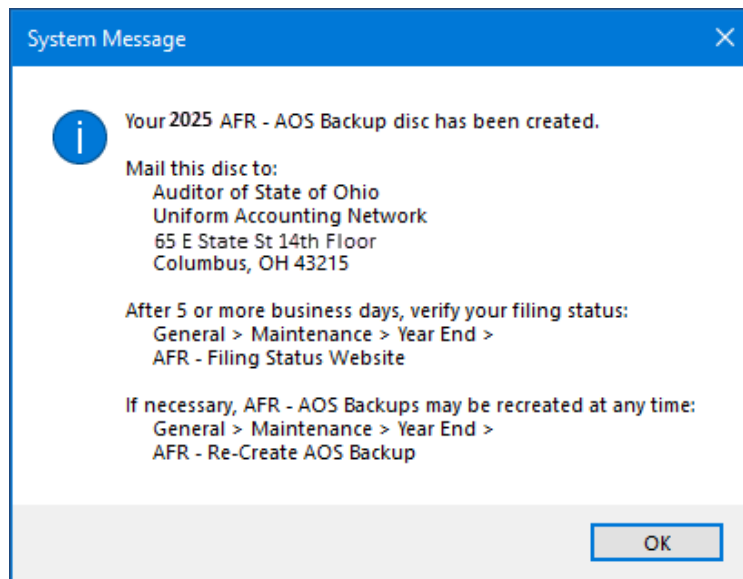 System Message
Your 2025 AFR - AOS Backup disc has been created.
Mail this disc to:
Auditor of State of Ohio
Uniform Accounting Network
65 E State St 14th Floor
Columbus, OH 43215
After 5 or more business days, verify your filing status:
General > Maintenance > Year End >
AFR - Filing Status Website
If necessary, AFR - AOS Backups may be recreated at any time:
General > Maintenance > Year End >
AFR - Re-Create AOS Backup
OK